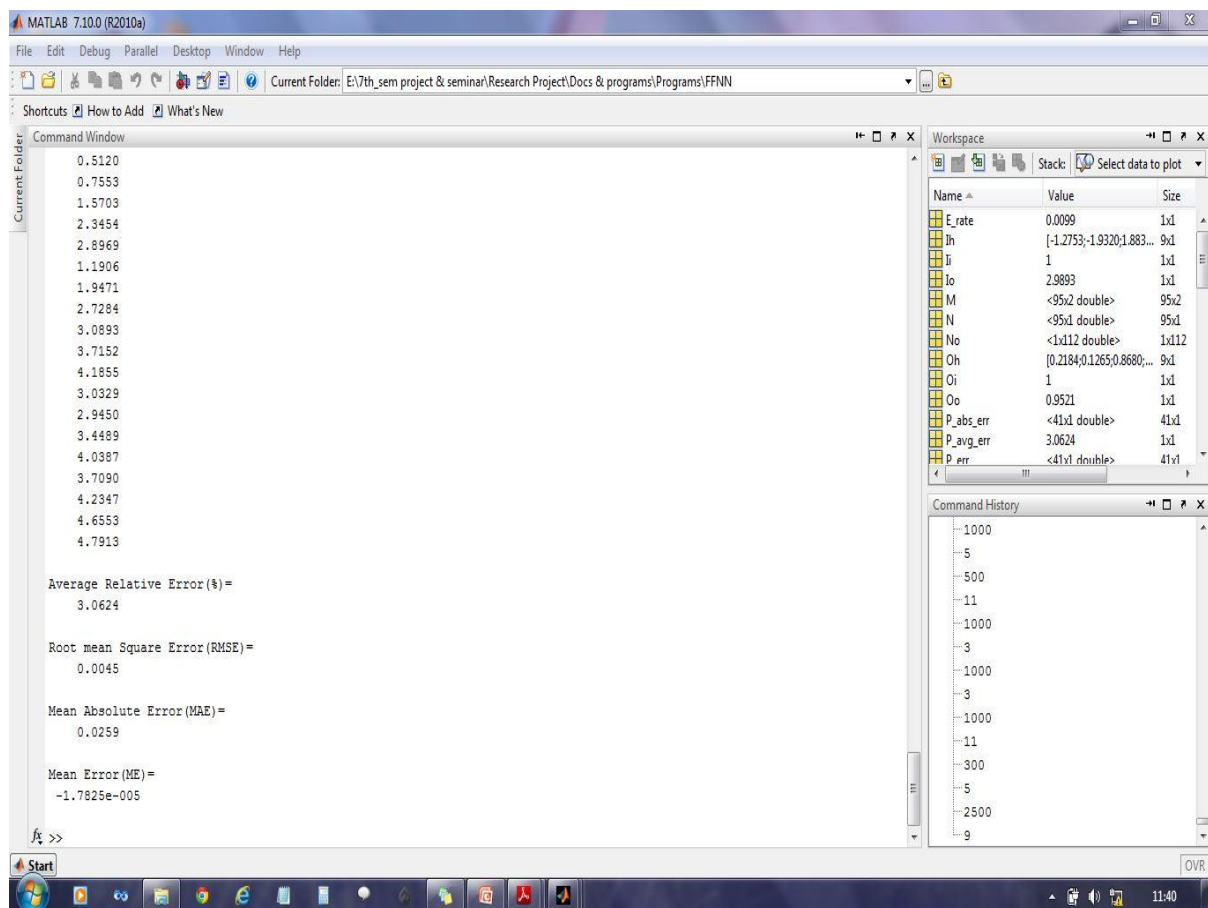 MATLAB 7.10.0 (R2010a)
File Edit Debug Parallel Desktop Window Help
Current Folder: E:\7th_sem project & seminar\Research Project\Docs & programs\Programs\FFNN
Shortcuts How to Add What's New
Current Folder
Command Window
0.5120
0.7553
1.5703
2.3454
2.8969
1.1906
1.9471
2.7284
3.0893
3.7152
4.1855
3.0329
2.9450
3.4489
4.0387
3.7090
4.2347
4.6553
4.7913
Average Relative Error(%)=
3.0624
Root mean Square Error(RMSE)=
0.0045
Mean Absolute Error(MAE)=
0.0259
Mean Error(ME)=
-1.7825e-005
fx >>
Workspace
Stack: Select data to plot
Name Value Size
E_rate 0.0099 1x1
Ih [-1.2753;-1.9320;1.883... 9x1
Ii 1 1x1
Io 2.9893 1x1
M <95x2 double> 95x2
N <95x1 double> 95x1
No <1x112 double> 1x112
Oh [0.2184;0.1265;0.8680;... 9x1
Oi 1 1x1
Oo 0.9521 1x1
P_abs_err <41x1 double> 41x1
P_avg_err 3.0624 1x1
P_err <41x1 double> 41x1
Command History
1000
5
500
11
1000
3
1000
3
1000
11
300
5
2500
9
Start
OVR
11:40